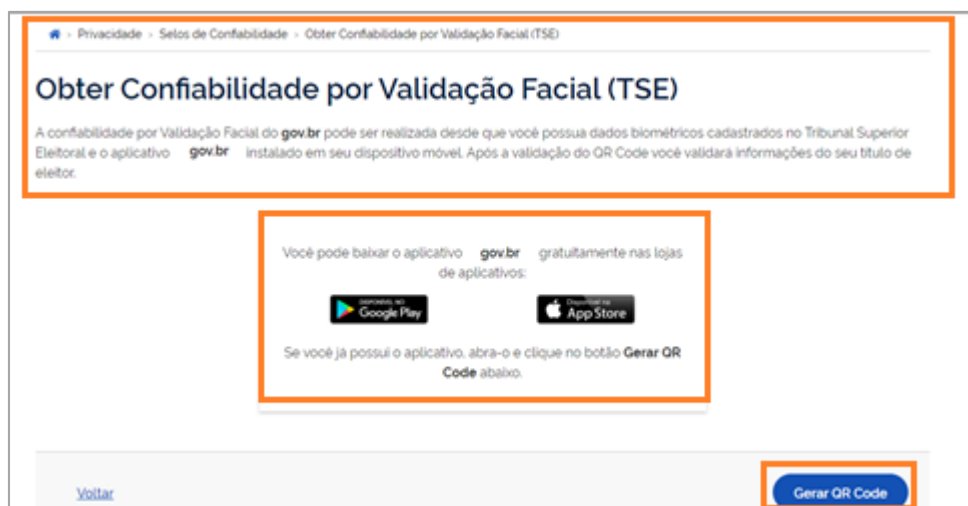 Privacidade > Selos de Confiabilidade > Obter Confiabilidade por Validação Facial (TSE)
Obter Confiabilidade por Validação Facial (TSE)
A confiabilidade por Validação Facial do gov.br pode ser realizada desde que você possua dados biométricos cadastrados no Tribunal Superior
Eleitoral e o aplicativo gov.br instalado em seu dispositivo móvel. Após a validação do QR Code você validará informações do seu título de
eleitor.
Você pode baixar o aplicativo gov.br gratuitamente nas lojas
de aplicativos:
DISPONÍVEL NO
Google Play
Disponível na
App Store
Se você já possui o aplicativo, abra-o e clique no botão Gerar QR
Code abaixo.
Voltar
Gerar QR Code